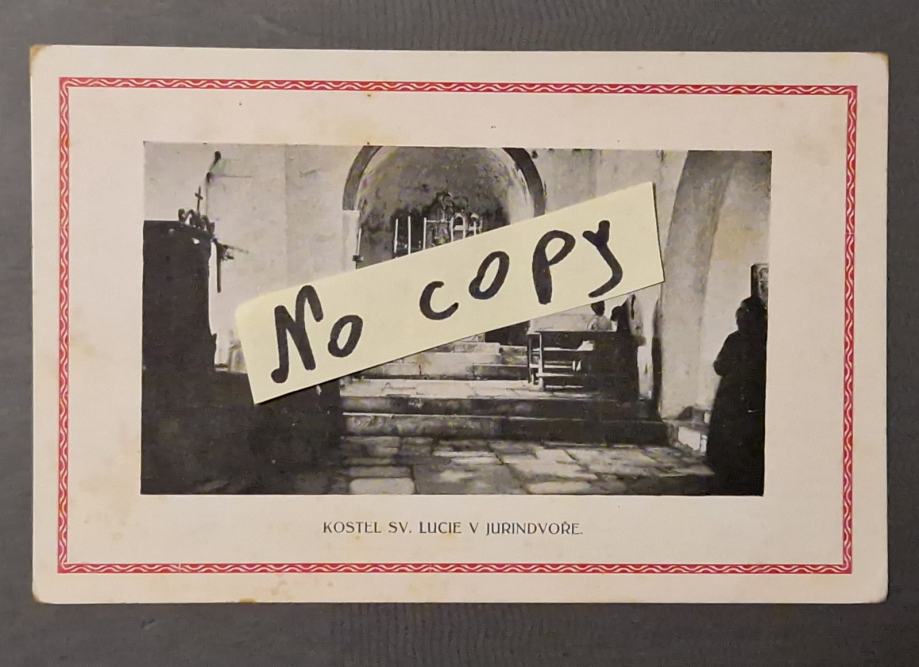 No copy
KOSTEL SV. LUCIE V JURINDVOŘE.